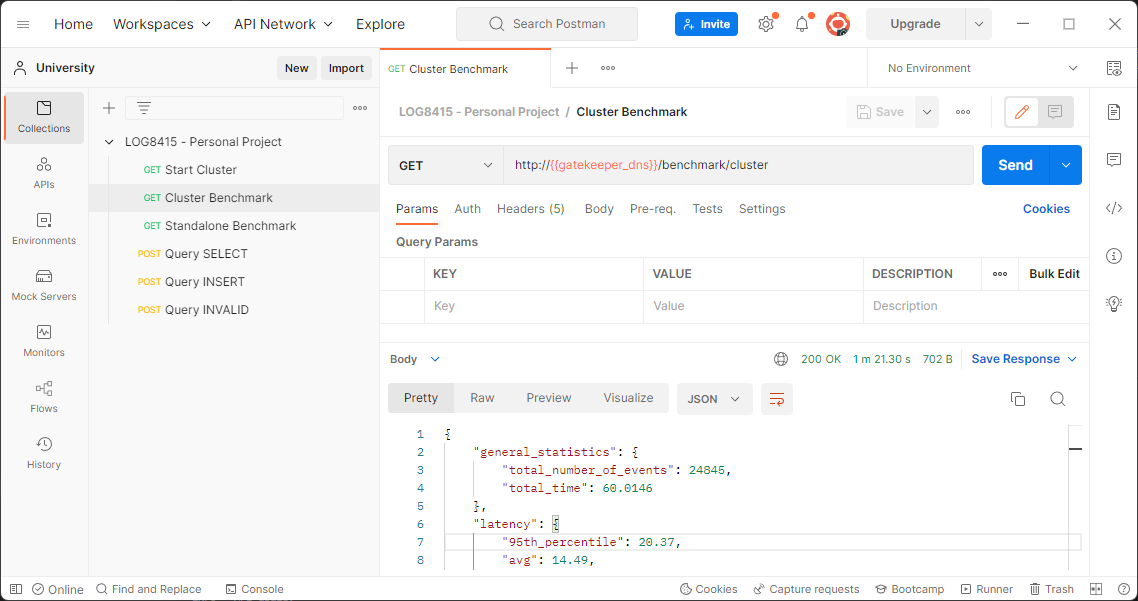 Home Workspaces API Network Explore Search Postman Invite Upgrade
University New Import GET Cluster Benchmark No Environment
LOG8415 - Personal Project / Cluster Benchmark Save
Collections
APIs
Environments
Mock Servers
Monitors
Flows
History
LOG8415 - Personal Project
GET Start Cluster
GET Cluster Benchmark
GET Standalone Benchmark
POST Query SELECT
POST Query INSERT
POST Query INVALID
GET http://{{gatekeeper_dns}}/benchmark/cluster Send
Params Auth Headers (5) Body Pre-req. Tests Settings Cookies
Query Params
KEY VALUE DESCRIPTION Bulk Edit
Key Value Description
Body 200 OK 1 m 21.30 s 702 B Save Response
Pretty Raw Preview Visualize JSON
1 {
2 "general_statistics": {
3 "total_number_of_events": 24845,
4 "total_time": 60.0146
5 },
6 "latency": {
7 "95th_percentile": 20.37,
8 "avg": 14.49,
Online Find and Replace Console Cookies Capture requests Bootcamp Runner Trash